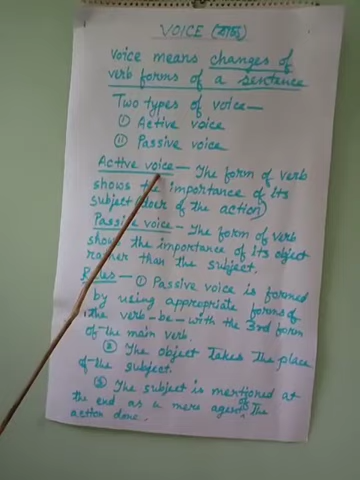 VOICE (বাচ্য)
Voice means changes of
verb forms of a sentence
Two types of voice—
(i) Active voice
(ii) Passive voice
Active voice— The form of verb
shows the importance of its
subject (doer of the action)
Passive voice - The form of verb
shows the importance of its object
rather than the subject.
Rules— ① Passive voice is formed
by using appropriate forms of
the verb-be-with the 3rd form
of the main verb.
② The object takes the place
of the subject.
③ The subject is mentioned at
the end as a mere agent of the
action done.